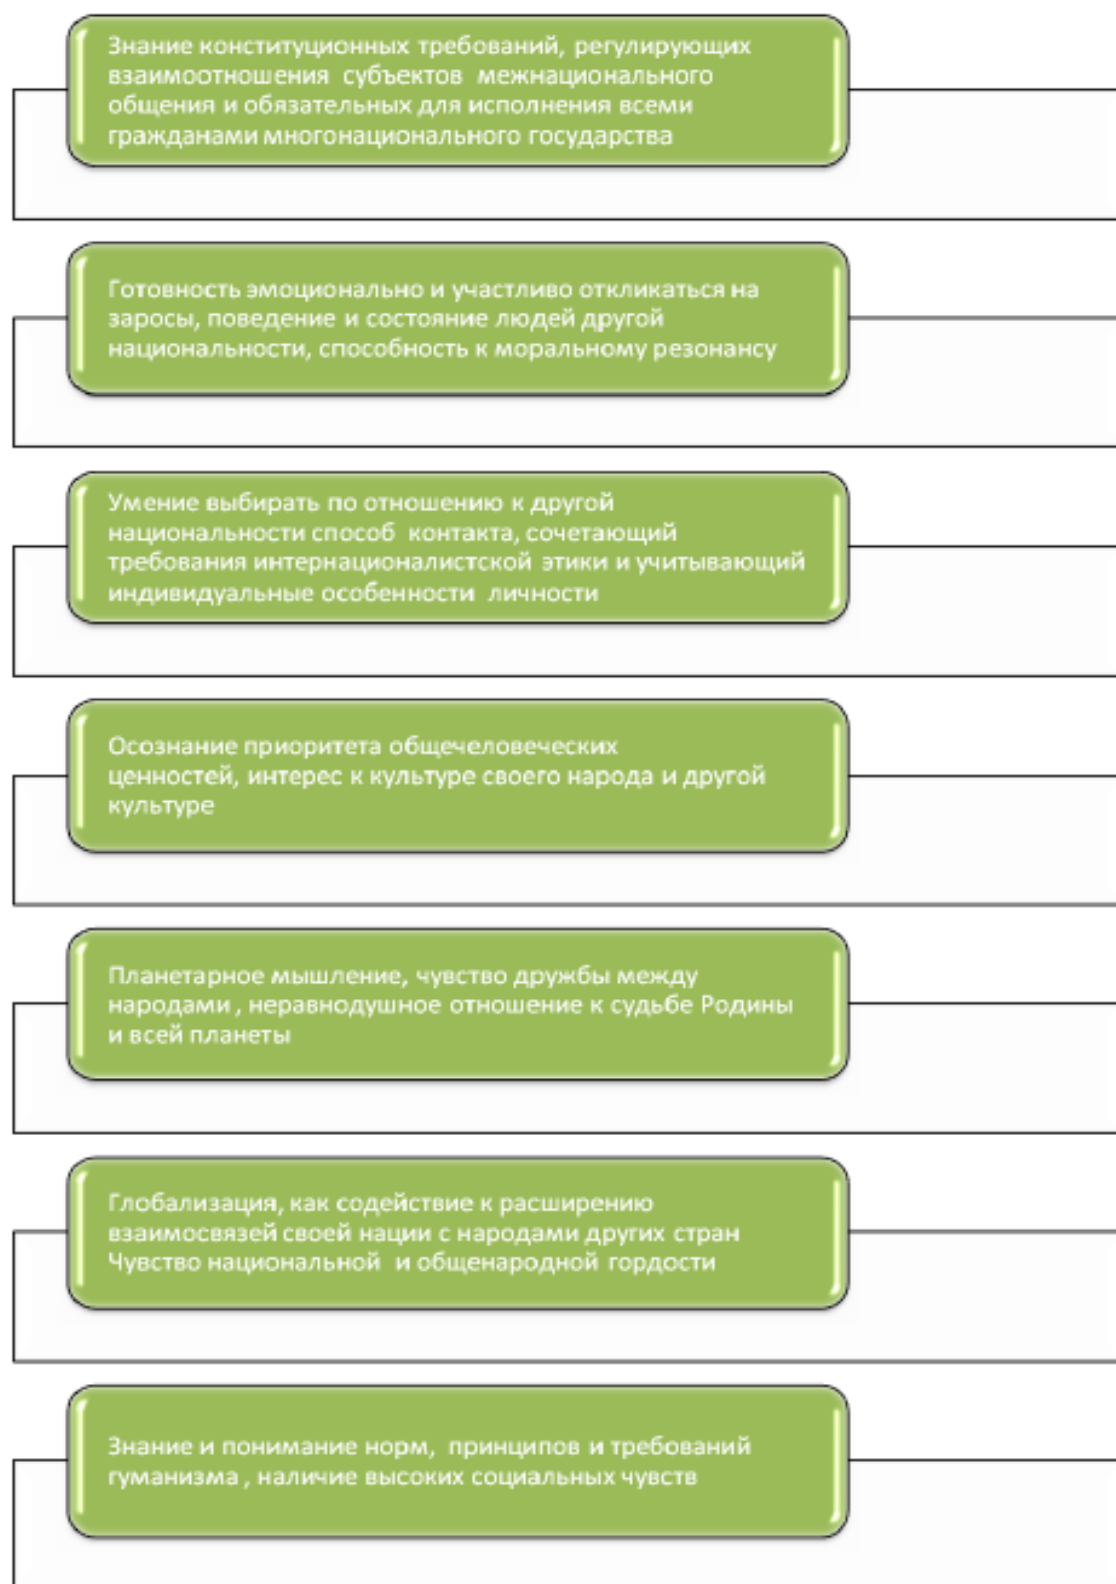 Знание конституционных требований, регулирующих
взаимоотношения субъектов межнационального
общения и обязательных для исполнения всеми
гражданами многонационального государства
Готовность эмоционально и участливо откликаться на
заросы, поведение и состояние людей другой
национальности, способность к моральному резонансу
Умение выбирать по отношению к другой
национальности способ контакта, сочетающий
требования интернационалистской этики и учитывающий
индивидуальные особенности личности
Осознание приоритета общечеловеческих
ценностей, интерес к культуре своего народа и другой
культуре
Планетарное мышление, чувство дружбы между
народами , неравнодушное отношение к судьбе Родины
и всей планеты
Глобализация, как содействие к расширению
взаимосвязей своей нации с народами других стран
Чувство национальной и общенародной гордости
Знание и понимание норм, принципов и требований
гуманизма , наличие высоких социальных чувств